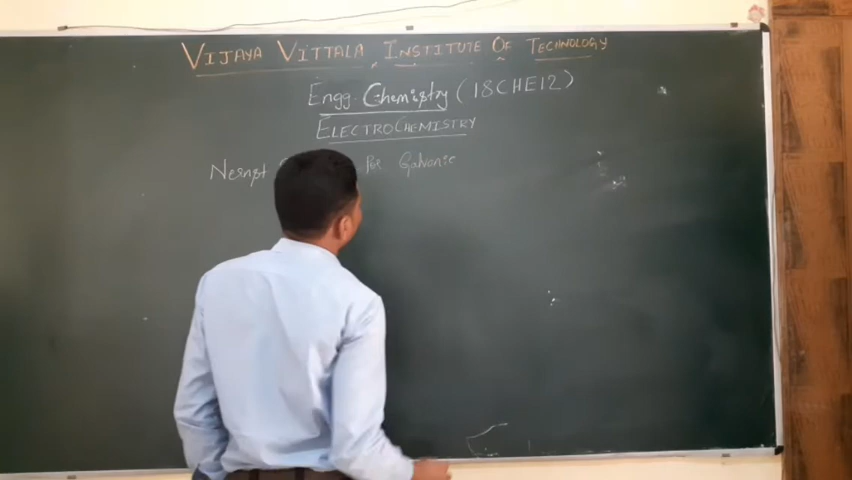 VIJAYA VITTALA INSTITUTE OF TECHNOLOGY
Engg. Chemistry (18CHE12)
ELECTROCHEMISTRY
Nernst for Galvanic